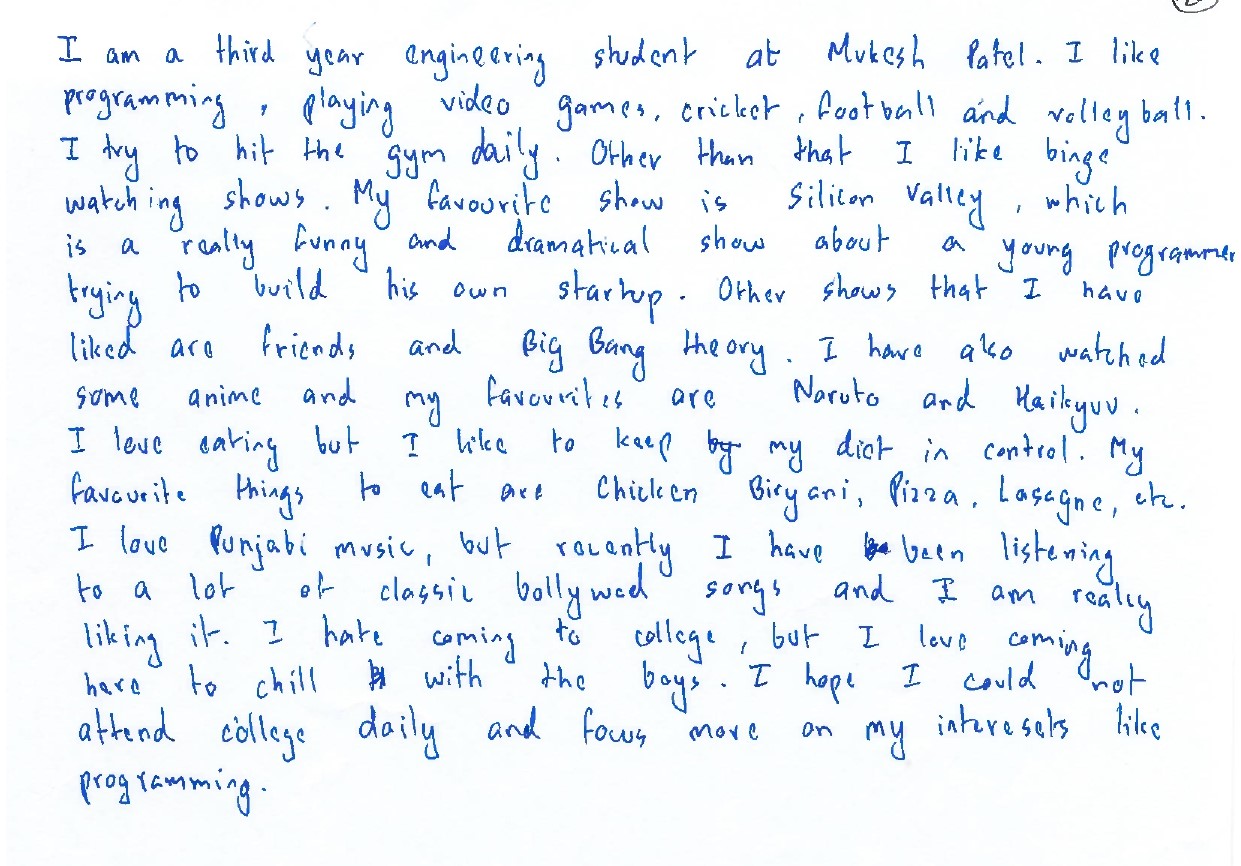 I am a third year engineering student at Mukesh Patel. I like
programming, playing video games, cricket, football and volleyball.
I try to hit the gym daily. Other than that I like binge
watching shows. My favourite show is Silicon Valley, which
is a really funny and dramatical show about a young programmer
trying to build his own startup. Other shows that I have
liked are friends and Big Bang theory. I have also watched
some anime and my favourites are Naruto and Haikyuu.
I love eating but I like to keep my diet in control. My
favourite things to eat are Chicken Biryani, Pizza, Lasagne, etc.
I love Punjabi music, but recently I have been listening
to a lot of classic bollywod songs and I am really
liking it. I hate coming to college, but I love coming
here to chill with the boys. I hope I could not
attend college daily and focus more on my interesets like
programming.